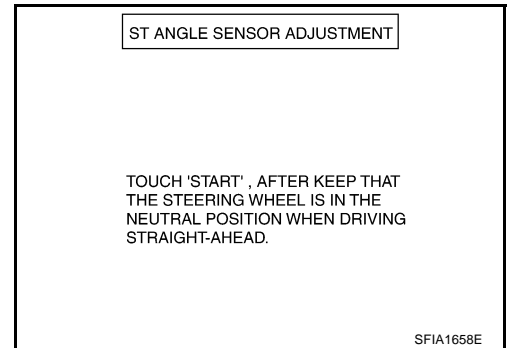 ST ANGLE SENSOR ADJUSTMENT
TOUCH 'START' , AFTER KEEP THAT
THE STEERING WHEEL IS IN THE
NEUTRAL POSITION WHEN DRIVING
STRAIGHT-AHEAD.
SFIA1658E